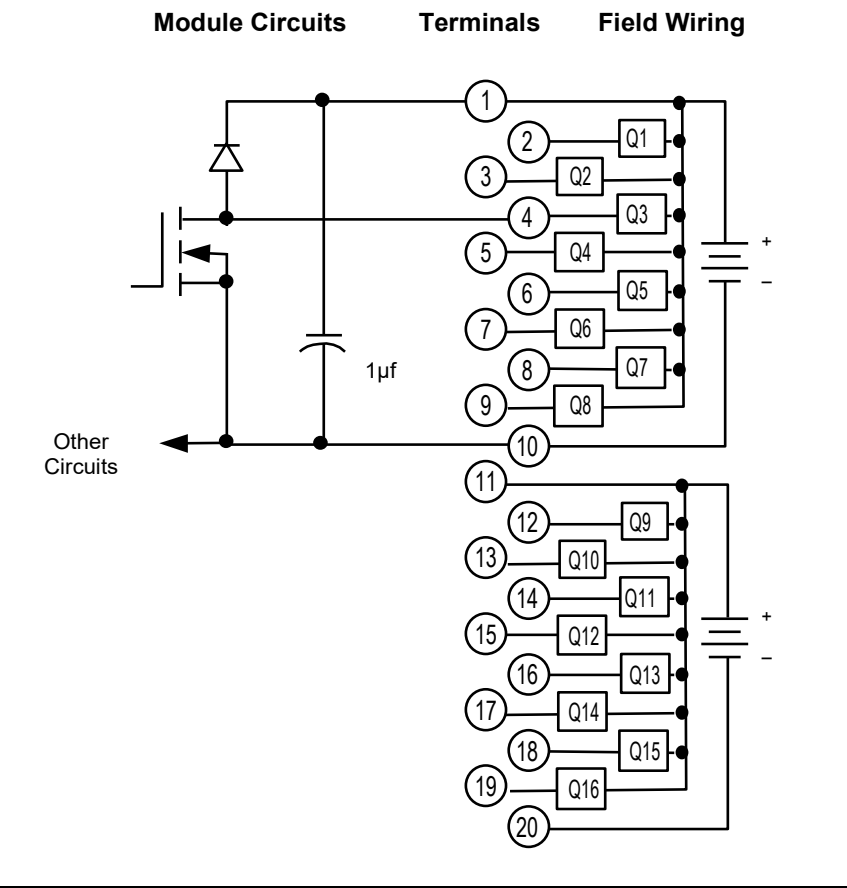 Module Circuits Terminals Field Wiring
1
2 Q1
3 Q2
4 Q3
5 Q4
+
6 Q5
–
7 Q6
8 Q7
1µf
9 Q8
10
Other
Circuits
11
12 Q9
13 Q10
14 Q11
+
15 Q12
–
16 Q13
17 Q14
18 Q15
19 Q16
20